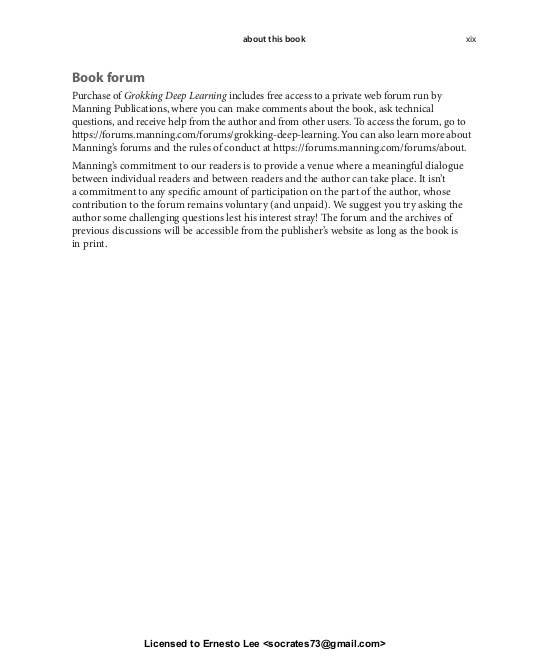 about this book
xix
Book forum
Purchase of Grokking Deep Learning includes free access to a private web forum run by
Manning Publications, where you can make comments about the book, ask technical
questions, and receive help from the author and from other users. To access the forum, go to
https://forums.manning.com/forums/grokking-deep-learning. You can also learn more about
Manning's forums and the rules of conduct at https://forums.manning.com/forums/about.
Manning's commitment to our readers is to provide a venue where a meaningful dialogue
between individual readers and between readers and the author can take place. It isn't
a commitment to any specific amount of participation on the part of the author, whose
contribution to the forum remains voluntary (and unpaid). We suggest you try asking the
author some challenging questions lest his interest stray! The forum and the archives of
previous discussions will be accessible from the publisher's website as long as the book is
in print.
Licensed to Ernesto Lee <socrates73@gmail.com>